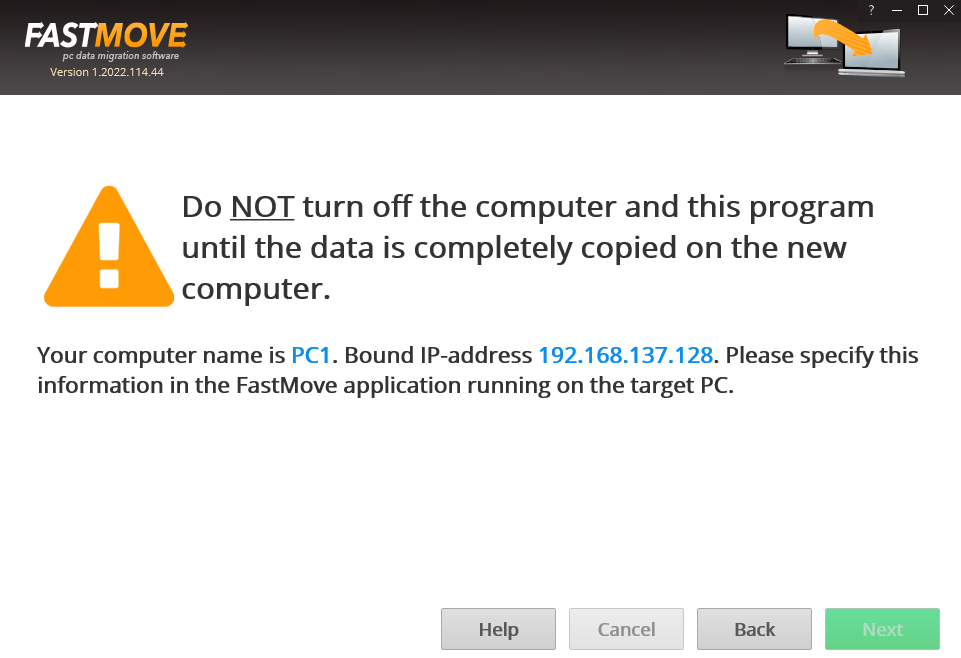 FASTMOVE
pc data migration software
Version 1.2022.114.44
?
Do NOT turn off the computer and this program
until the data is completely copied on the new
computer.
Your computer name is PC1. Bound IP-address 192.168.137.128. Please specify this
information in the FastMove application running on the target PC.
Help Cancel Back Next